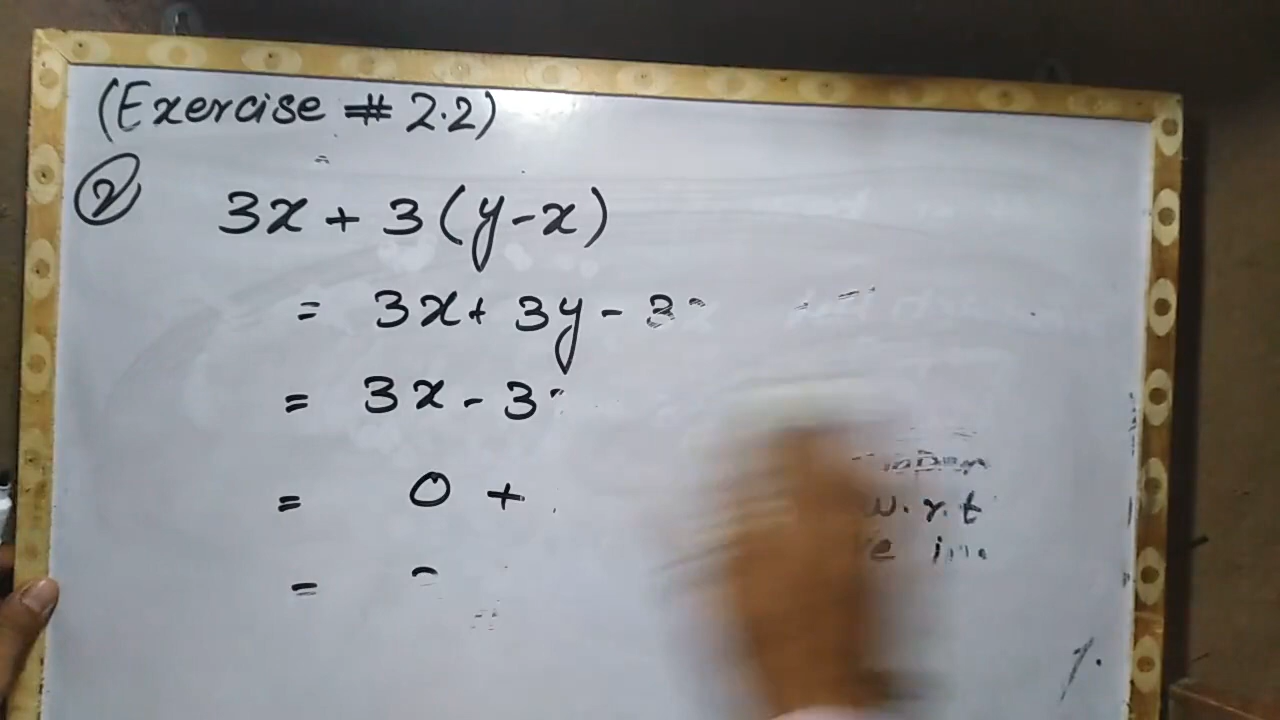 (Exercise # 2.2)
② 3x + 3(y-x)
= 3x + 3y - 3
= 3x - 3
= 0 +
=
w.r.t